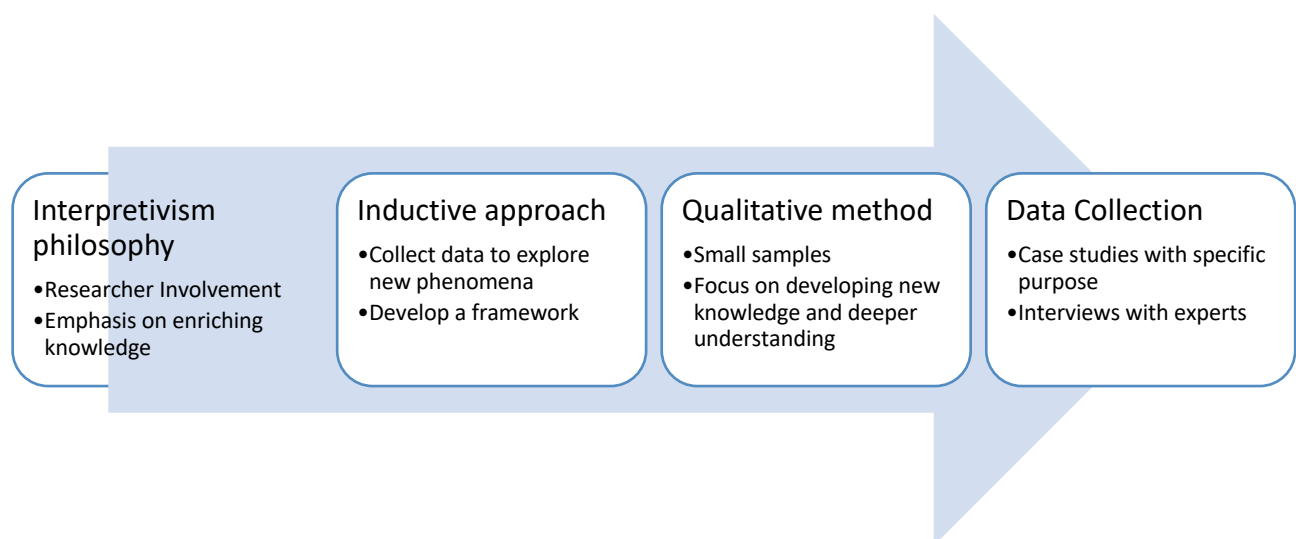 Interpretivism
philosophy
•Researcher Involvement
•Emphasis on enriching
knowledge
Inductive approach
•Collect data to explore
new phenomena
•Develop a framework
Qualitative method
•Small samples
•Focus on developing new
knowledge and deeper
understanding
Data Collection
•Case studies with specific
purpose
•Interviews with experts